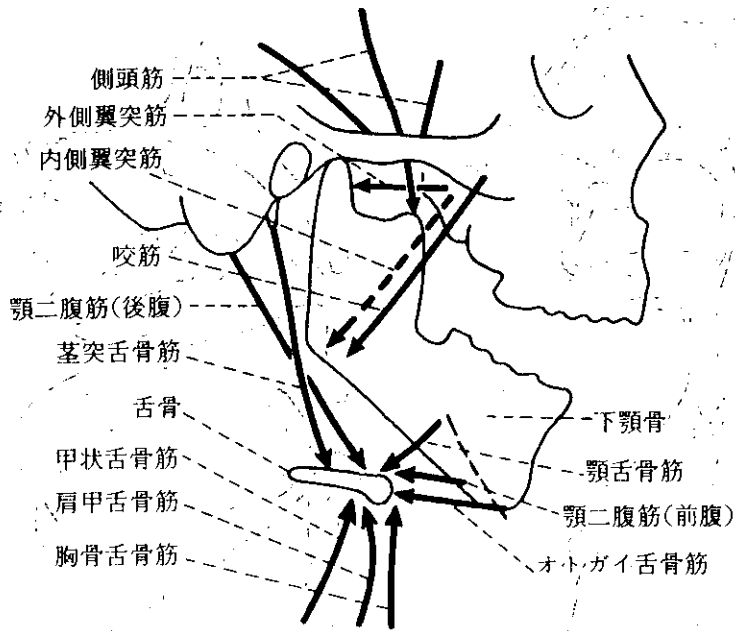 側頭筋
外側翼突筋
内側翼突筋
咬筋
顎二腹筋(後腹)
茎突舌骨筋
舌骨
甲状舌骨筋
肩甲舌骨筋
胸骨舌骨筋
下顎骨
顎舌骨筋
顎二腹筋(前腹)
オトガイ舌骨筋